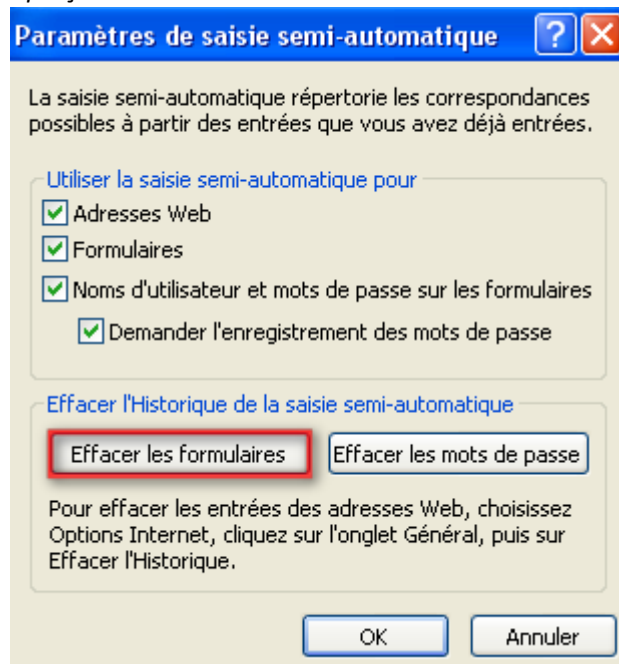 Paramètres de saisie semi-automatique
La saisie semi-automatique répertorie les correspondances
possibles à partir des entrées que vous avez déjà entrées.
Utiliser la saisie semi-automatique pour
Adresses Web
Formulaires
Noms d'utilisateur et mots de passe sur les formulaires
Demander l'enregistrement des mots de passe
Effacer l'Historique de la saisie semi-automatique
Effacer les formulaires
Effacer les mots de passe
Pour effacer les entrées des adresses Web, choisissez
Options Internet, cliquez sur l'onglet Général, puis sur
Effacer l'Historique.
OK
Annuler